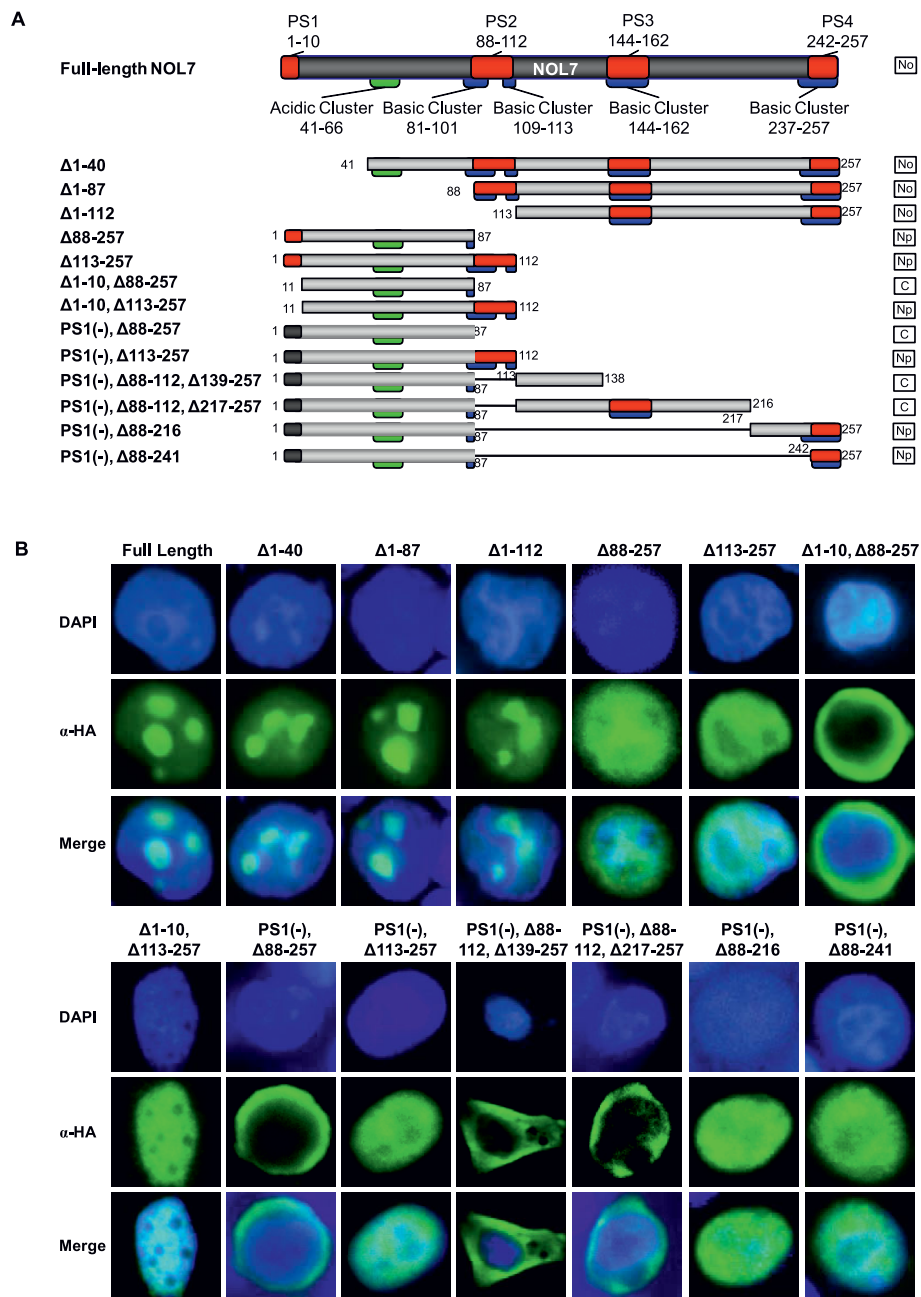 A
PS1 PS2 PS3 PS4
1-10 88-112 144-162 242-257
Full-length NOL7 NOL7 No
Acidic Cluster Basic Cluster Basic Cluster Basic Cluster Basic Cluster
41-66 81-101 109-113 144-162 237-257
Δ1-40 41 257 No
Δ1-87 88 257 No
Δ1-112 113 257 No
Δ88-257 1 87 Np
Δ113-257 1 112 Np
Δ1-10, Δ88-257 11 87 C
Δ1-10, Δ113-257 11 112 Np
PS1(-), Δ88-257 1 87 C
PS1(-), Δ113-257 1 112 Np
PS1(-), Δ88-112, Δ139-257 1 87 113 138 C
PS1(-), Δ88-112, Δ217-257 1 87 216 C
PS1(-), Δ88-216 1 87 217 257 Np
PS1(-), Δ88-241 1 87 242 257 Np
B
Full Length Δ1-40 Δ1-87 Δ1-112 Δ88-257 Δ113-257 Δ1-10, Δ88-257
DAPI
α-HA
Merge
Δ1-10, PS1(-), PS1(-), PS1(-), Δ88- PS1(-), Δ88- PS1(-), PS1(-),
Δ113-257 Δ88-257 Δ113-257 112, Δ139-257 112, Δ217-257 Δ88-216 Δ88-241
DAPI
α-HA
Merge